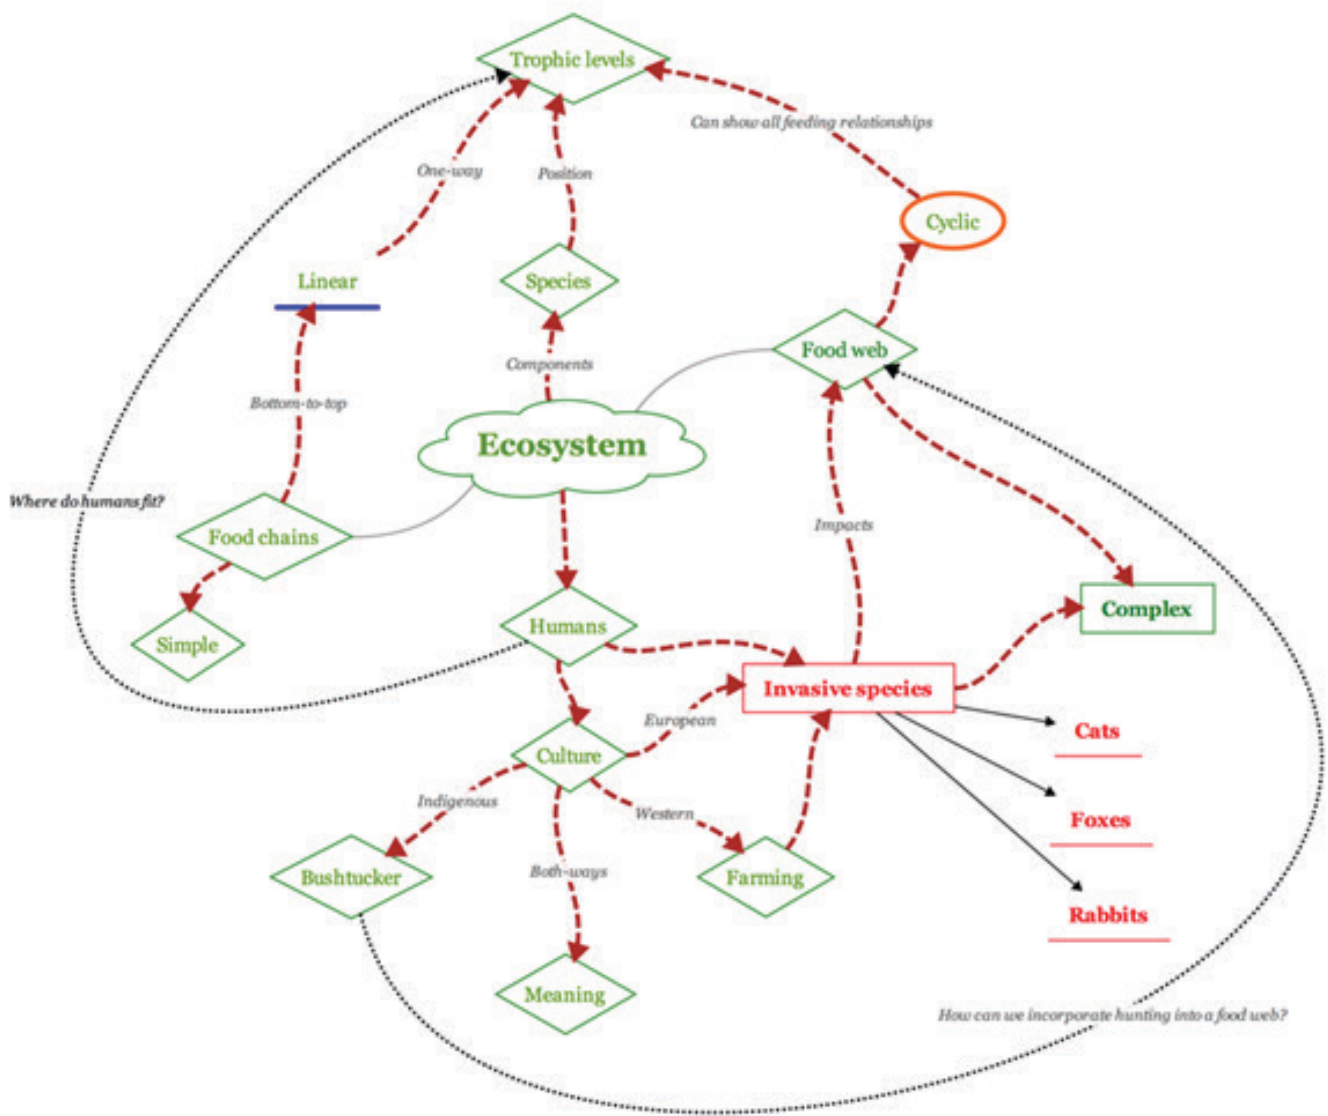 Trophic levels
Can show all feeding relationships
One-way
Position
Cyclic
Linear
Species
Food web
Components
Bottom-to-top
Ecosystem
Where do humans fit?
Food chains
Impacts
Complex
Humans
Simple
Invasive species
European
Cats
Culture
Indigenous
Western
Foxes
Bushtucker
Both-ways
Farming
Rabbits
Meaning
How can we incorporate hunting into a food web?